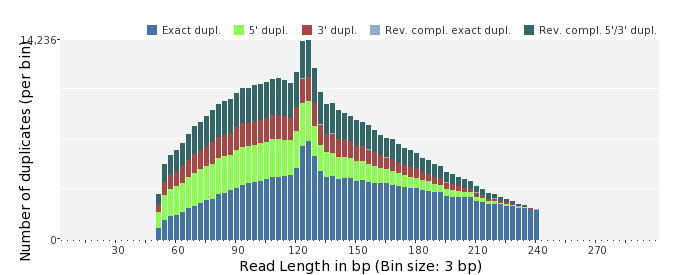 Exact dupl. 5' dupl. 3' dupl. Rev. compl. exact dupl. Rev. compl. 5'/3' dupl.
14,236
Number of duplicates (per bin)
0
30 60 90 120 150 180 210 240 270
Read Length in bp (Bin size: 3 bp)